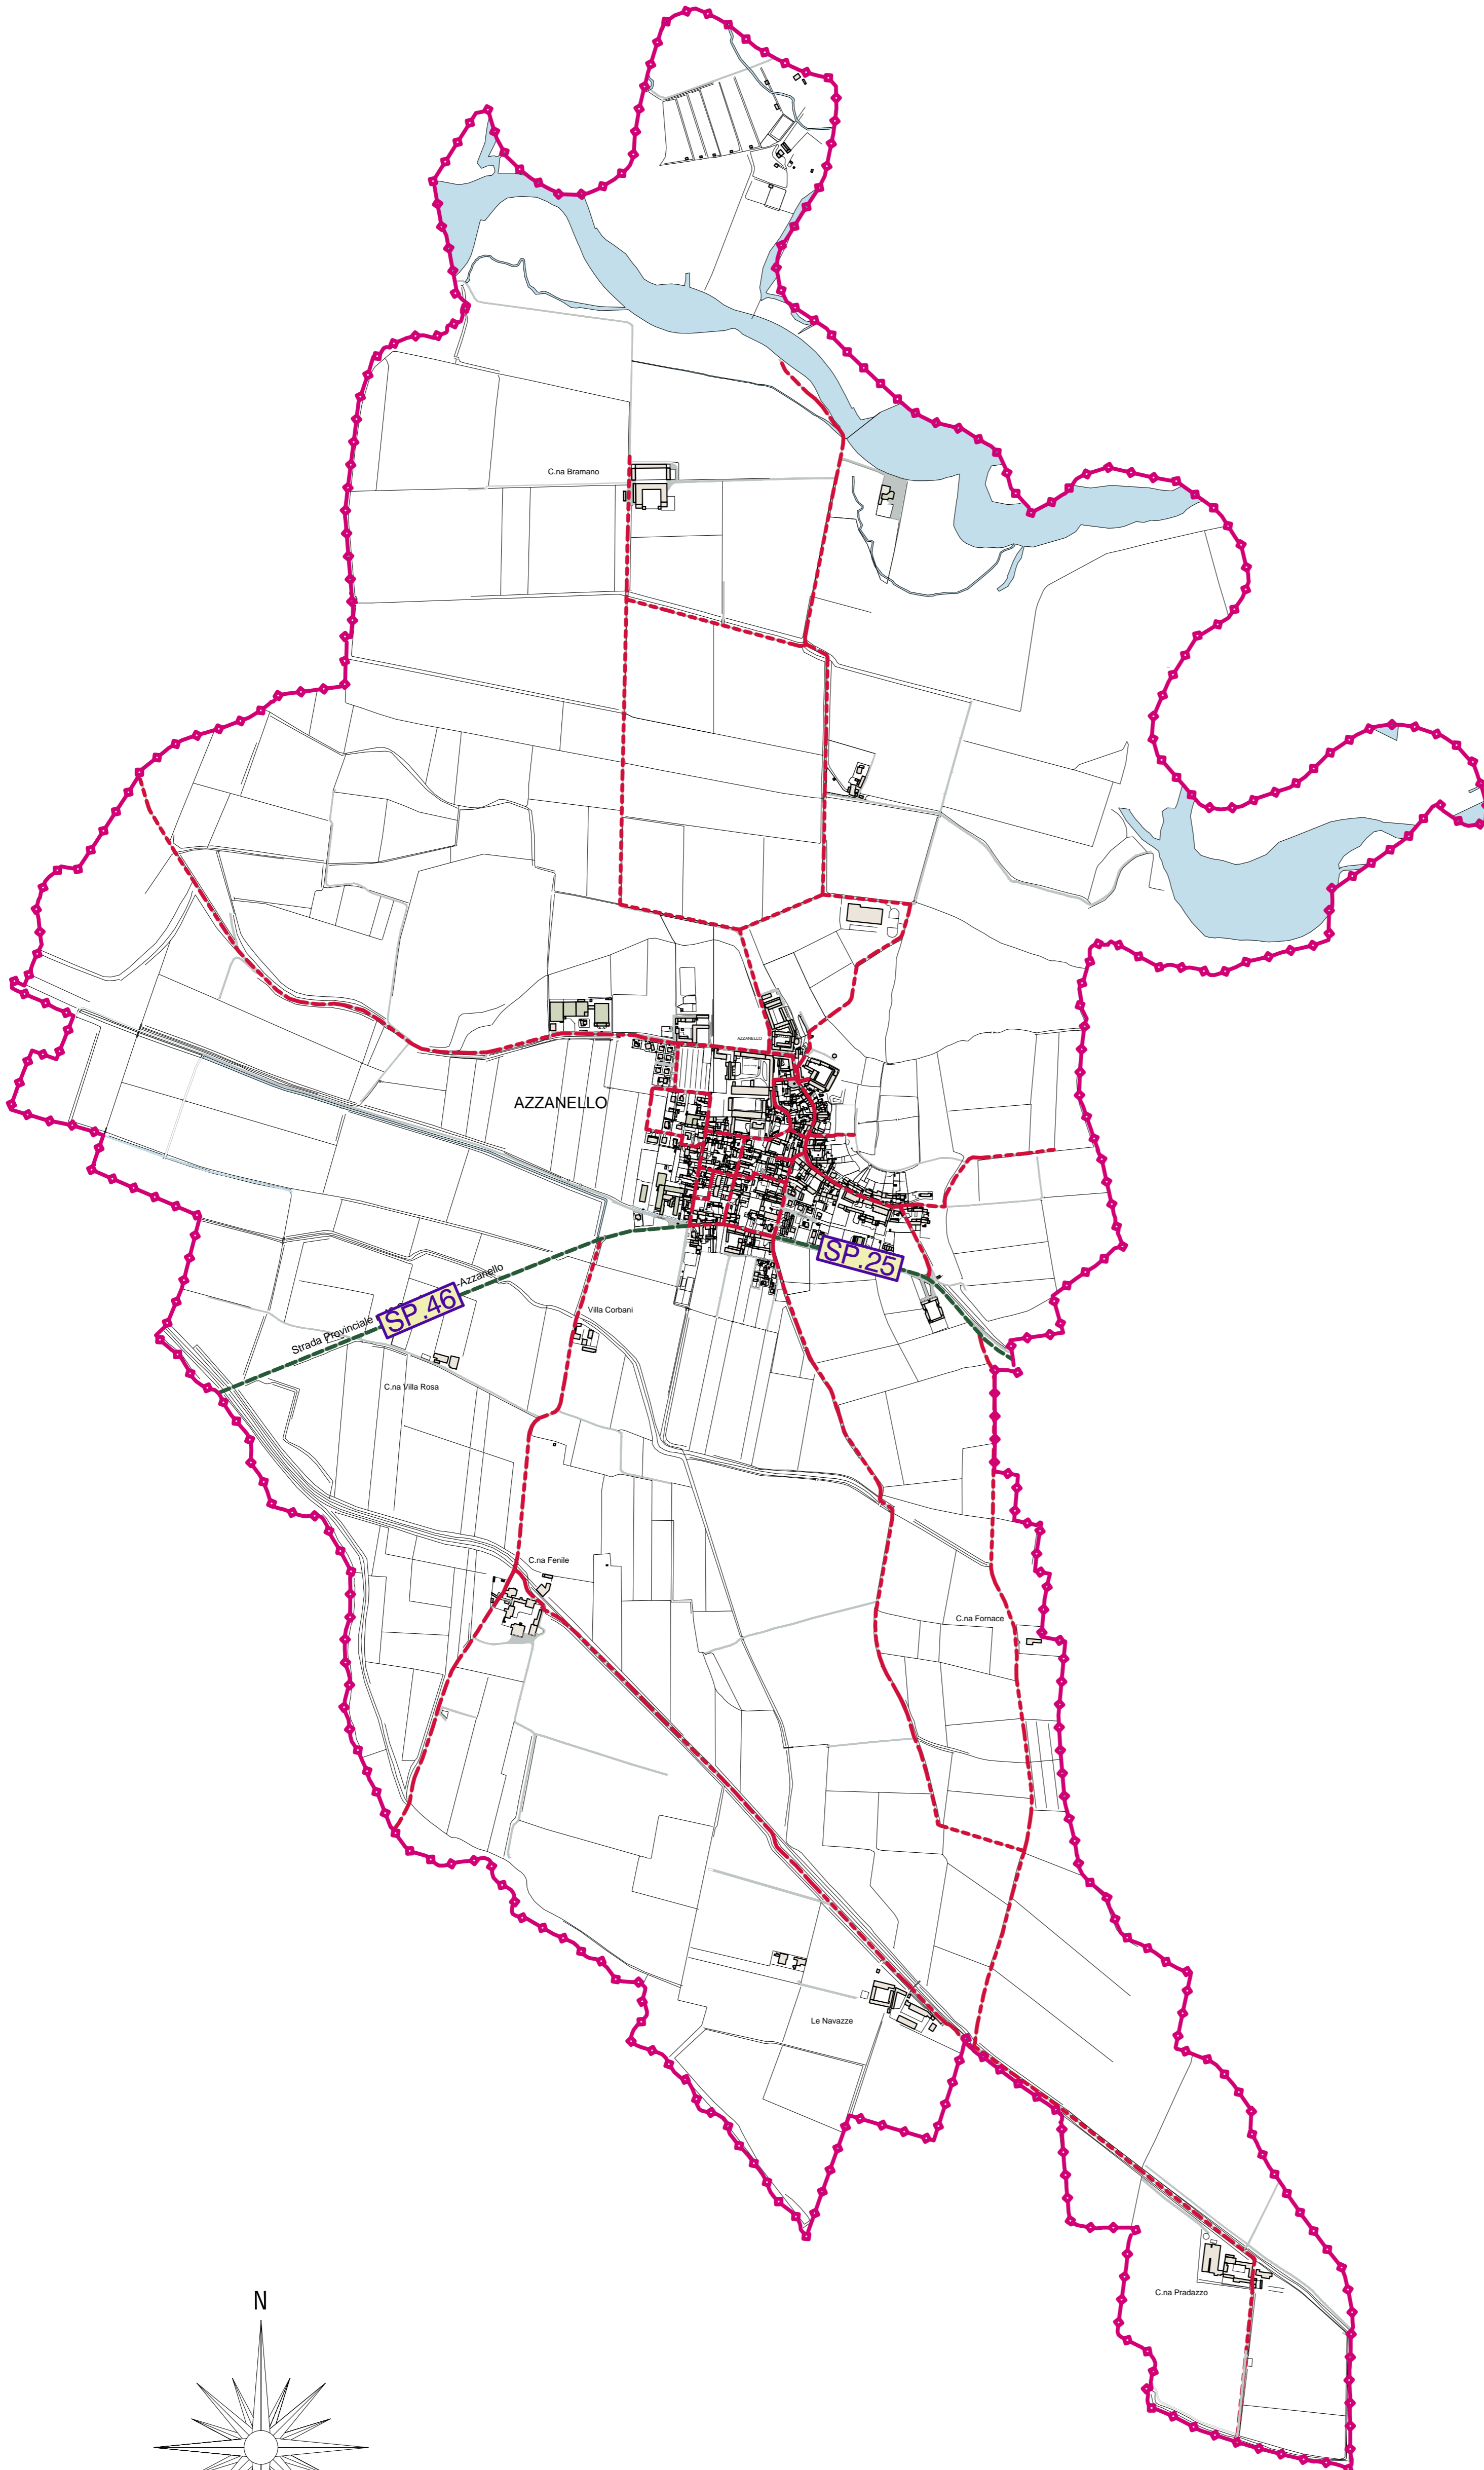 C.na Bramano
AZZANELLO
AZZANELLO
SP.25
Strada Provinciale
SP.46
-Azzanello
Villa Corbani
C.na Villa Rosa
C.na Fenile
C.na Fornace
Le Navazze
C.na Pradazzo
N